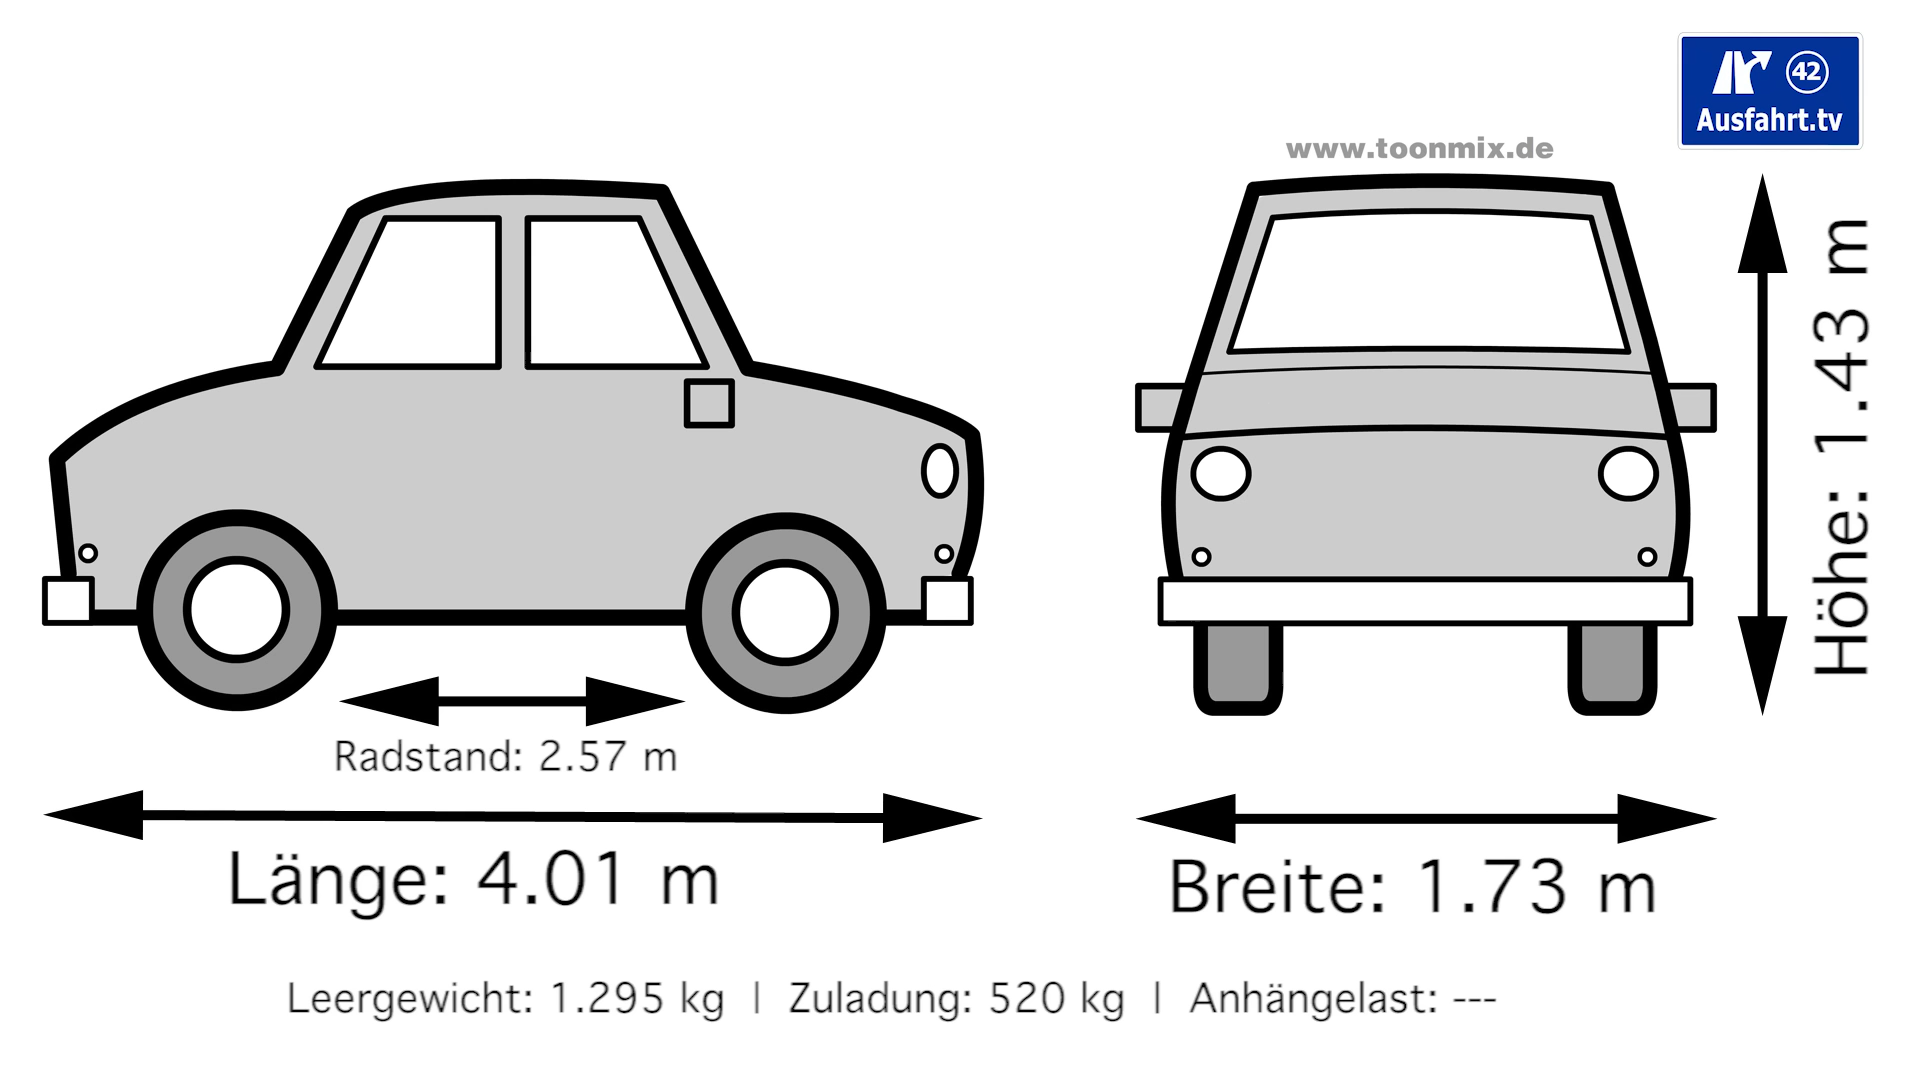 42
Ausfahrt.tv
www.toonmix.de
Höhe: 1.43 m
Radstand: 2.57 m
Länge: 4.01 m
Breite: 1.73 m
Leergewicht: 1.295 kg | Zuladung: 520 kg | Anhängelast: ---